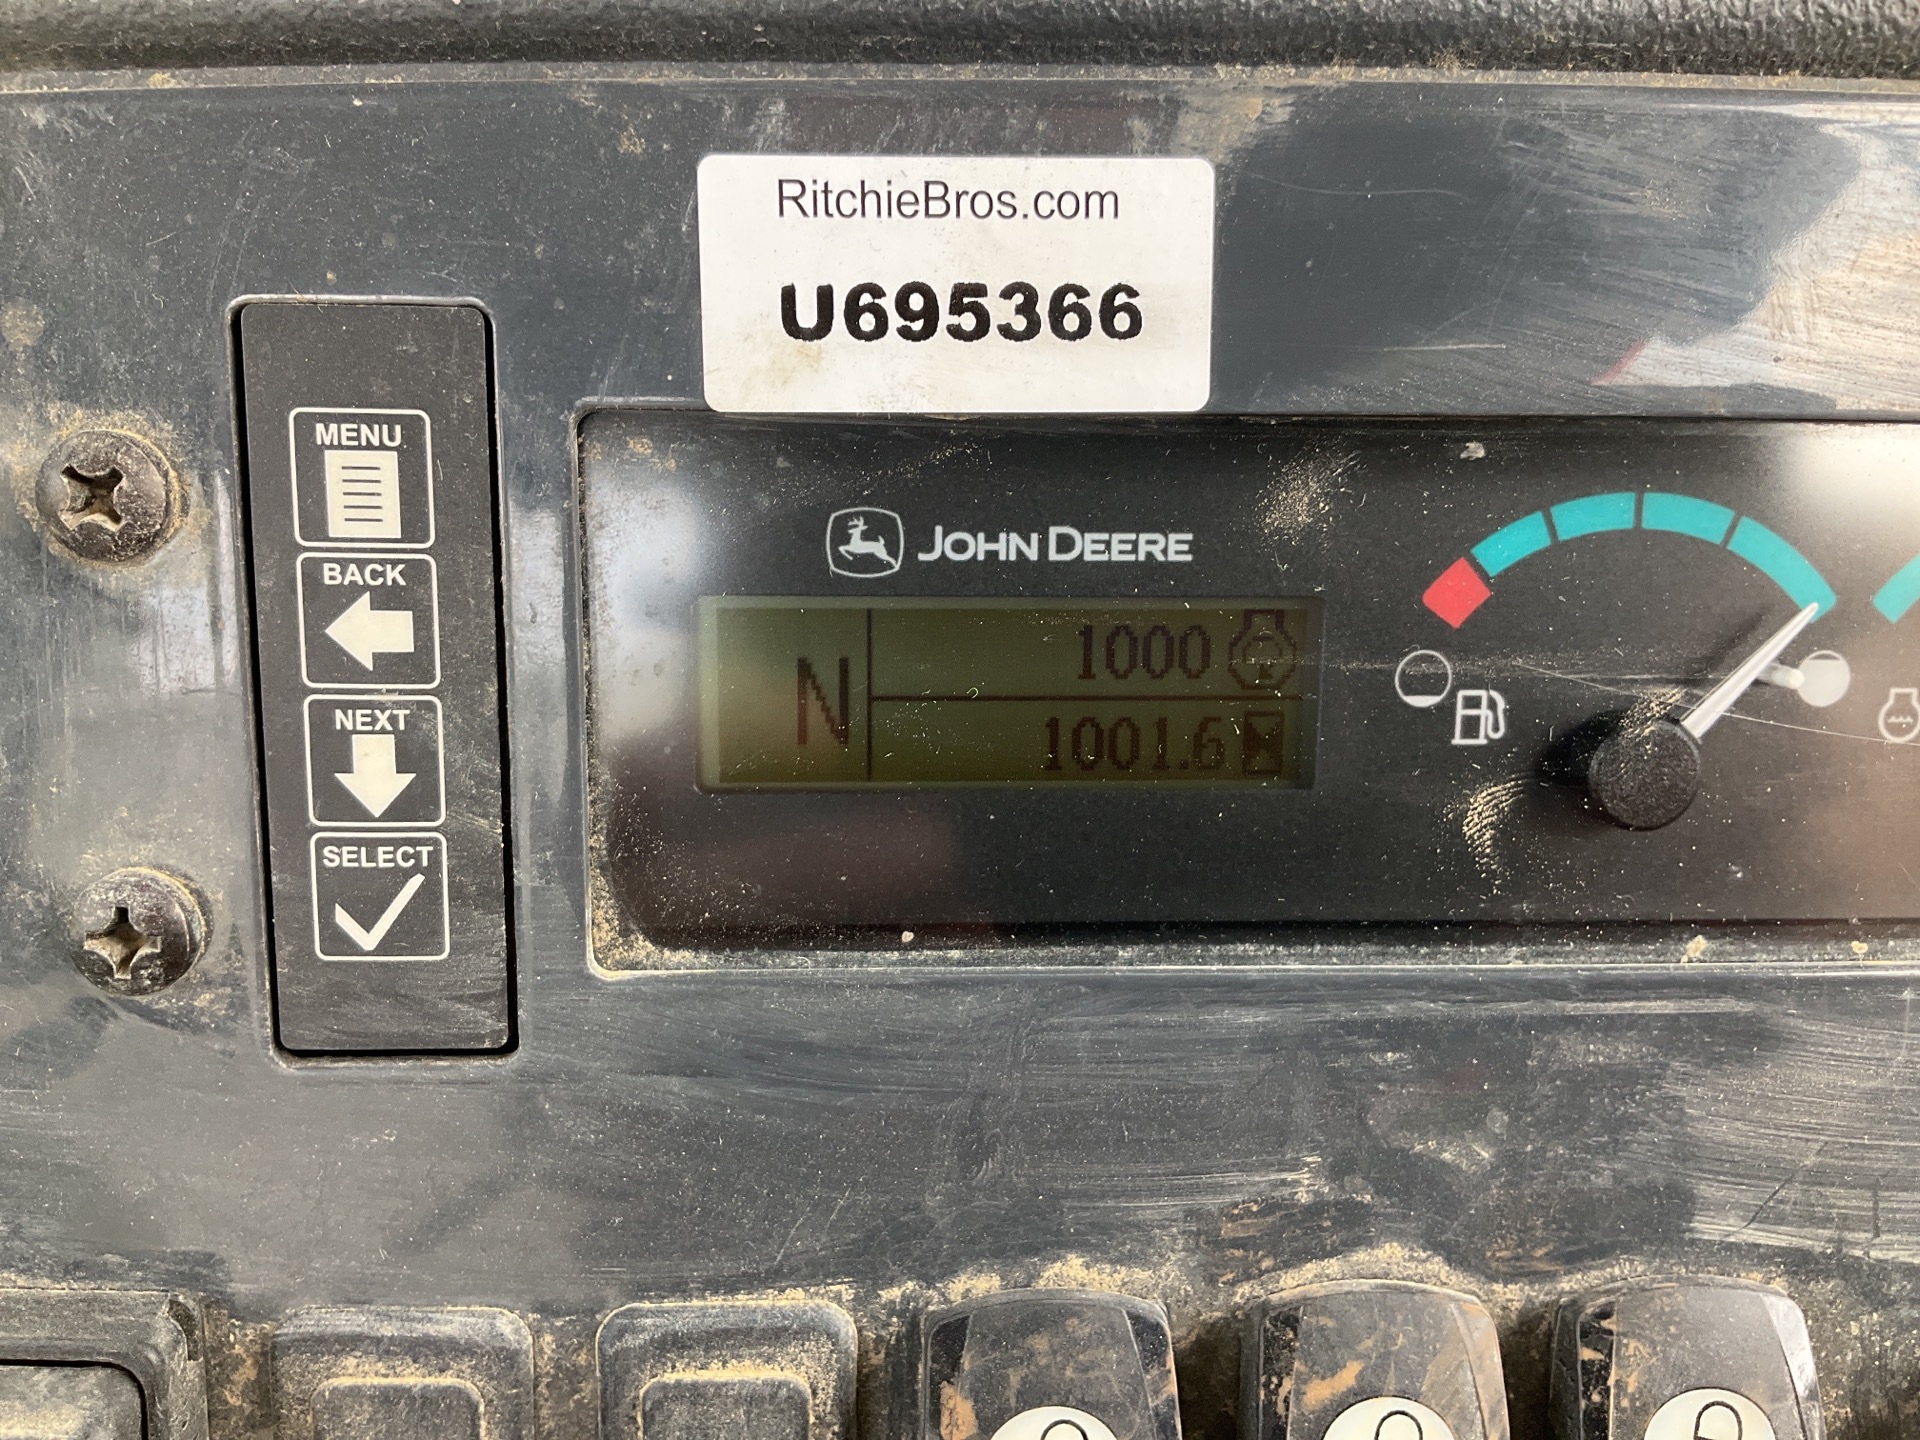 RitchieBros.com
U695366
MENU
BACK
NEXT
SELECT
JOHN DEERE
N
1000
1001.6